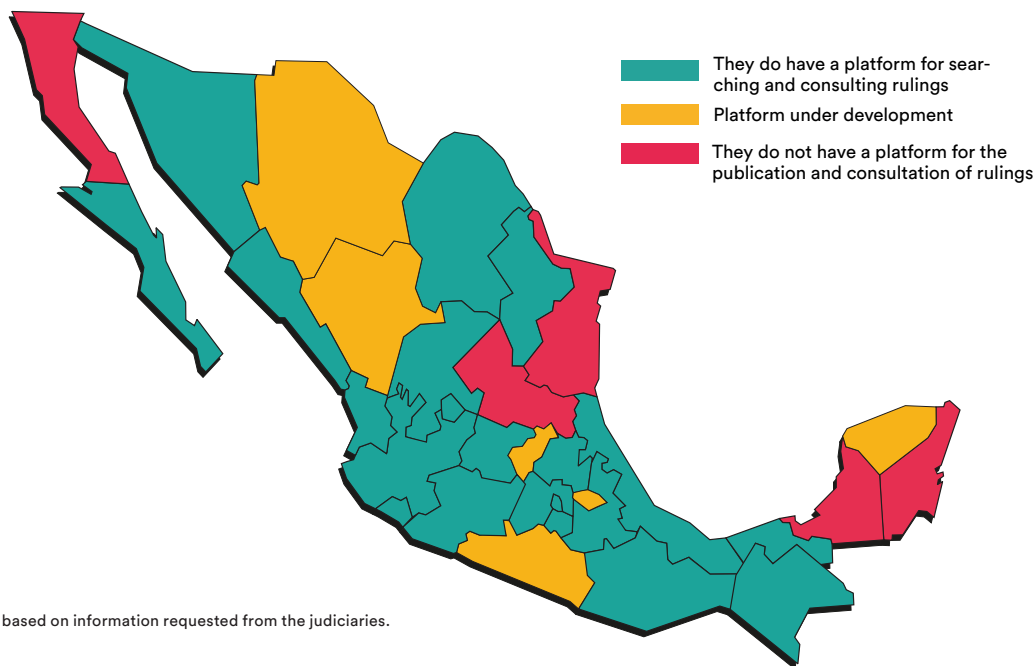 They do have a platform for sear-
ching and consulting rulings
Platform under development
They do not have a platform for the
publication and consultation of rulings
based on information requested from the judiciaries.